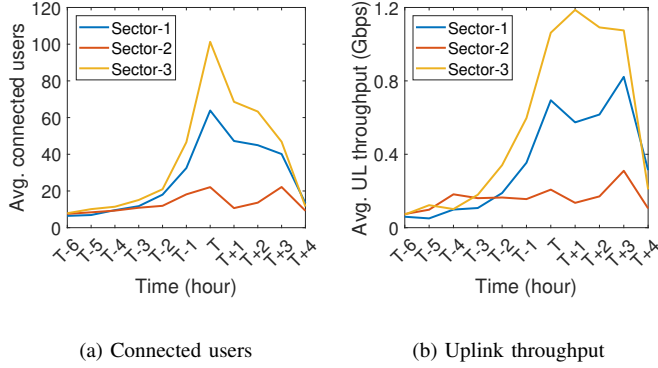 120
100
80
60
40
20
0
Avg. connected users
Sector-1
Sector-2
Sector-3
T-6
T-5
T-4
T-3
T-2
T-1
T
T+1
T+2
T+3
T+4
Time (hour)
(a) Connected users
1.2
0.8
0.4
0
Avg. UL throughput (Gbps)
Sector-1
Sector-2
Sector-3
T-6
T-5
T-4
T-3
T-2
T-1
T
T+1
T+2
T+3
T+4
Time (hour)
(b) Uplink throughput